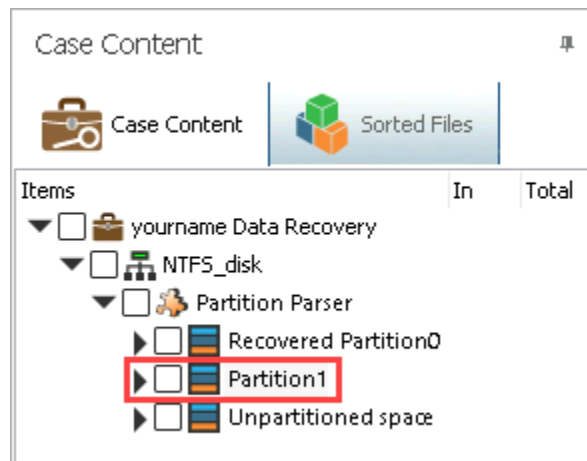 Case Content
Case Content Sorted Files
Items In Total
yourname Data Recovery
NTFS_disk
Partition Parser
Recovered Partition0
Partition1
Unpartitioned space